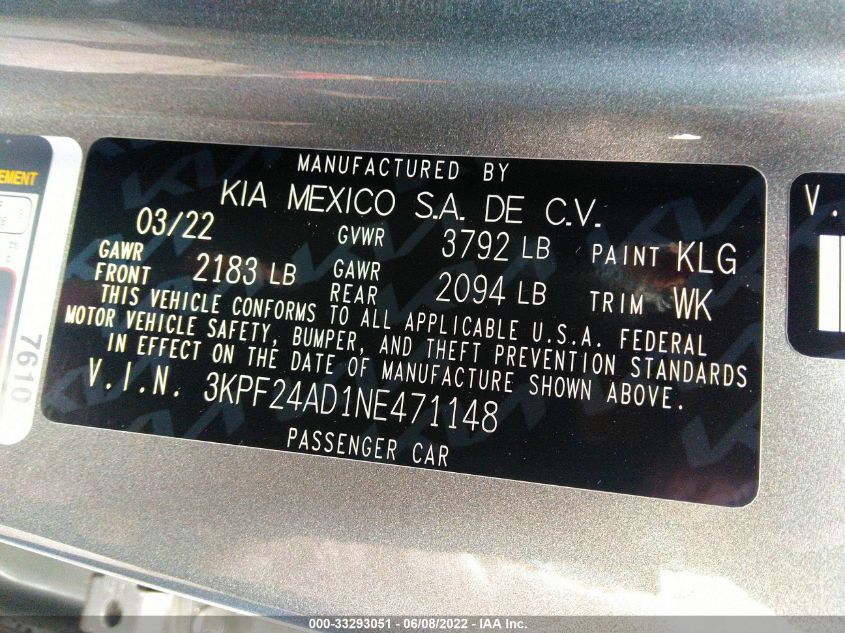 MANUFACTURED BY
KIA MEXICO S.A. DE C.V.
03/22 GVWR 3792 LB PAINT KLG
GAWR FRONT 2183 LB GAWR REAR 2094 LB TRIM WK
THIS VEHICLE CONFORMS TO ALL APPLICABLE U.S.A. FEDERAL
MOTOR VEHICLE SAFETY, BUMPER, AND THEFT PREVENTION STANDARDS
IN EFFECT ON THE DATE OF MANUFACTURE SHOWN ABOVE.
V.I.N. 3KPF24AD1NE471148
PASSENGER CAR
7610
V.
000-33293051 - 06/08/2022 - IAA Inc.